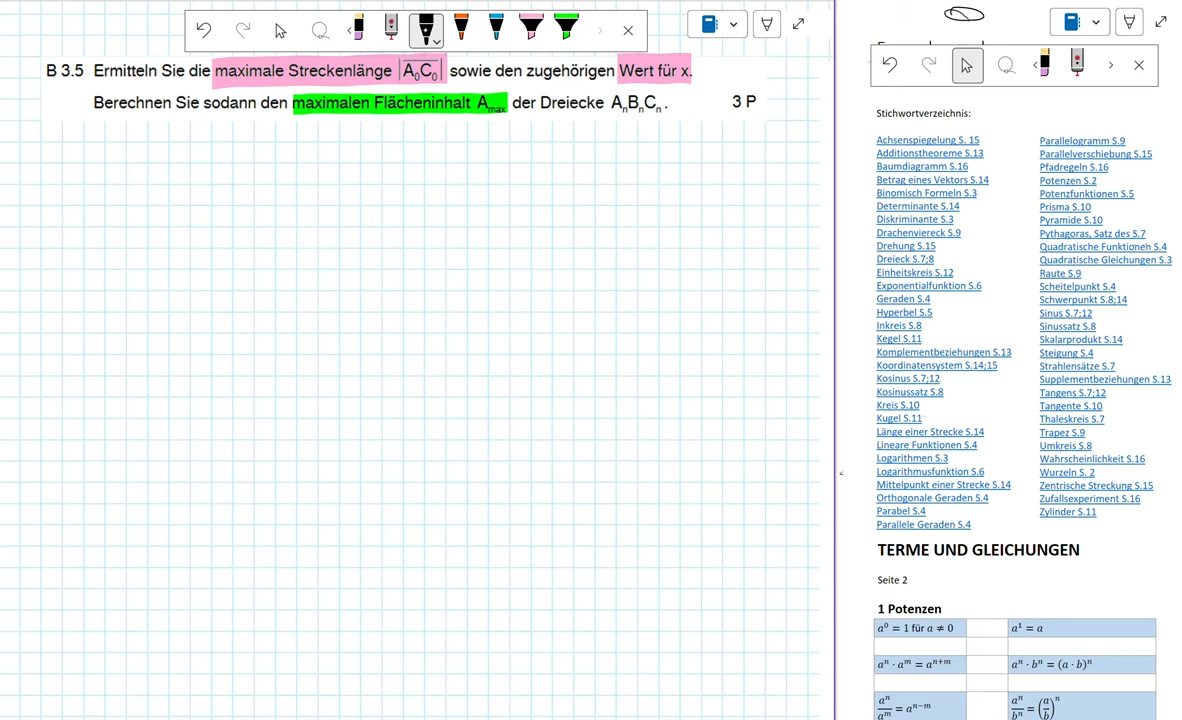 B 3.5 Ermitteln Sie die maximale Streckenlänge |A₀C₀| sowie den zugehörigen Wert für x.
Berechnen Sie sodann den maximalen Flächeninhalt Aₘₐₓ der Dreiecke AₙBₙCₙ. 3 P
Stichwortverzeichnis:
Achsenspiegelung S. 15
Additionstheoreme S.13
Baumdiagramm S.16
Betrag eines Vektors S.14
Binomisch Formeln S.3
Determinante S.14
Diskriminante S.3
Drachenviereck S.9
Drehung S.15
Dreieck S.7;8
Einheitskreis S.12
Exponentialfunktion S.6
Geraden S.4
Hyperbel S.5
Inkreis S.8
Kegel S.11
Komplementbeziehungen S.13
Koordinatensystem S.14;15
Kosinus S.7;12
Kosinussatz S.8
Kreis S.10
Kugel S.11
Länge einer Strecke S.14
Lineare Funktionen S.4
Logarithmen S.3
Logarithmusfunktion S.6
Mittelpunkt einer Strecke S.14
Orthogonale Geraden S.4
Parabel S.4
Parallele Geraden S.4
Parallelogramm S.9
Parallelverschiebung S.15
Pfadregeln S.16
Potenzen S.2
Potenzfunktionen S.5
Prisma S.10
Pyramide S.10
Pythagoras, Satz des S.7
Quadratische Funktionen S.4
Quadratische Gleichungen S.3
Raute S.9
Scheitelpunkt S.4
Schwerpunkt S.8;14
Sinus S.7;12
Sinussatz S.8
Skalarprodukt S.14
Steigung S.4
Strahlensätze S.7
Supplementbeziehungen S.13
Tangens S.7;12
Tangente S.10
Thaleskreis S.7
Trapez S.9
Umkreis S.8
Wahrscheinlichkeit S.16
Wurzeln S. 2
Zentrische Streckung S.15
Zufallsexperiment S.16
Zylinder S.11
TERME UND GLEICHUNGEN
Seite 2
1 Potenzen
a⁰ = 1 für a ≠ 0 a¹ = a
aⁿ · aᵐ = aⁿ⁺ᵐ aⁿ · bⁿ = (a · b)ⁿ
aⁿ/aᵐ = aⁿ⁻ᵐ aⁿ/bⁿ = (a/b)ⁿ